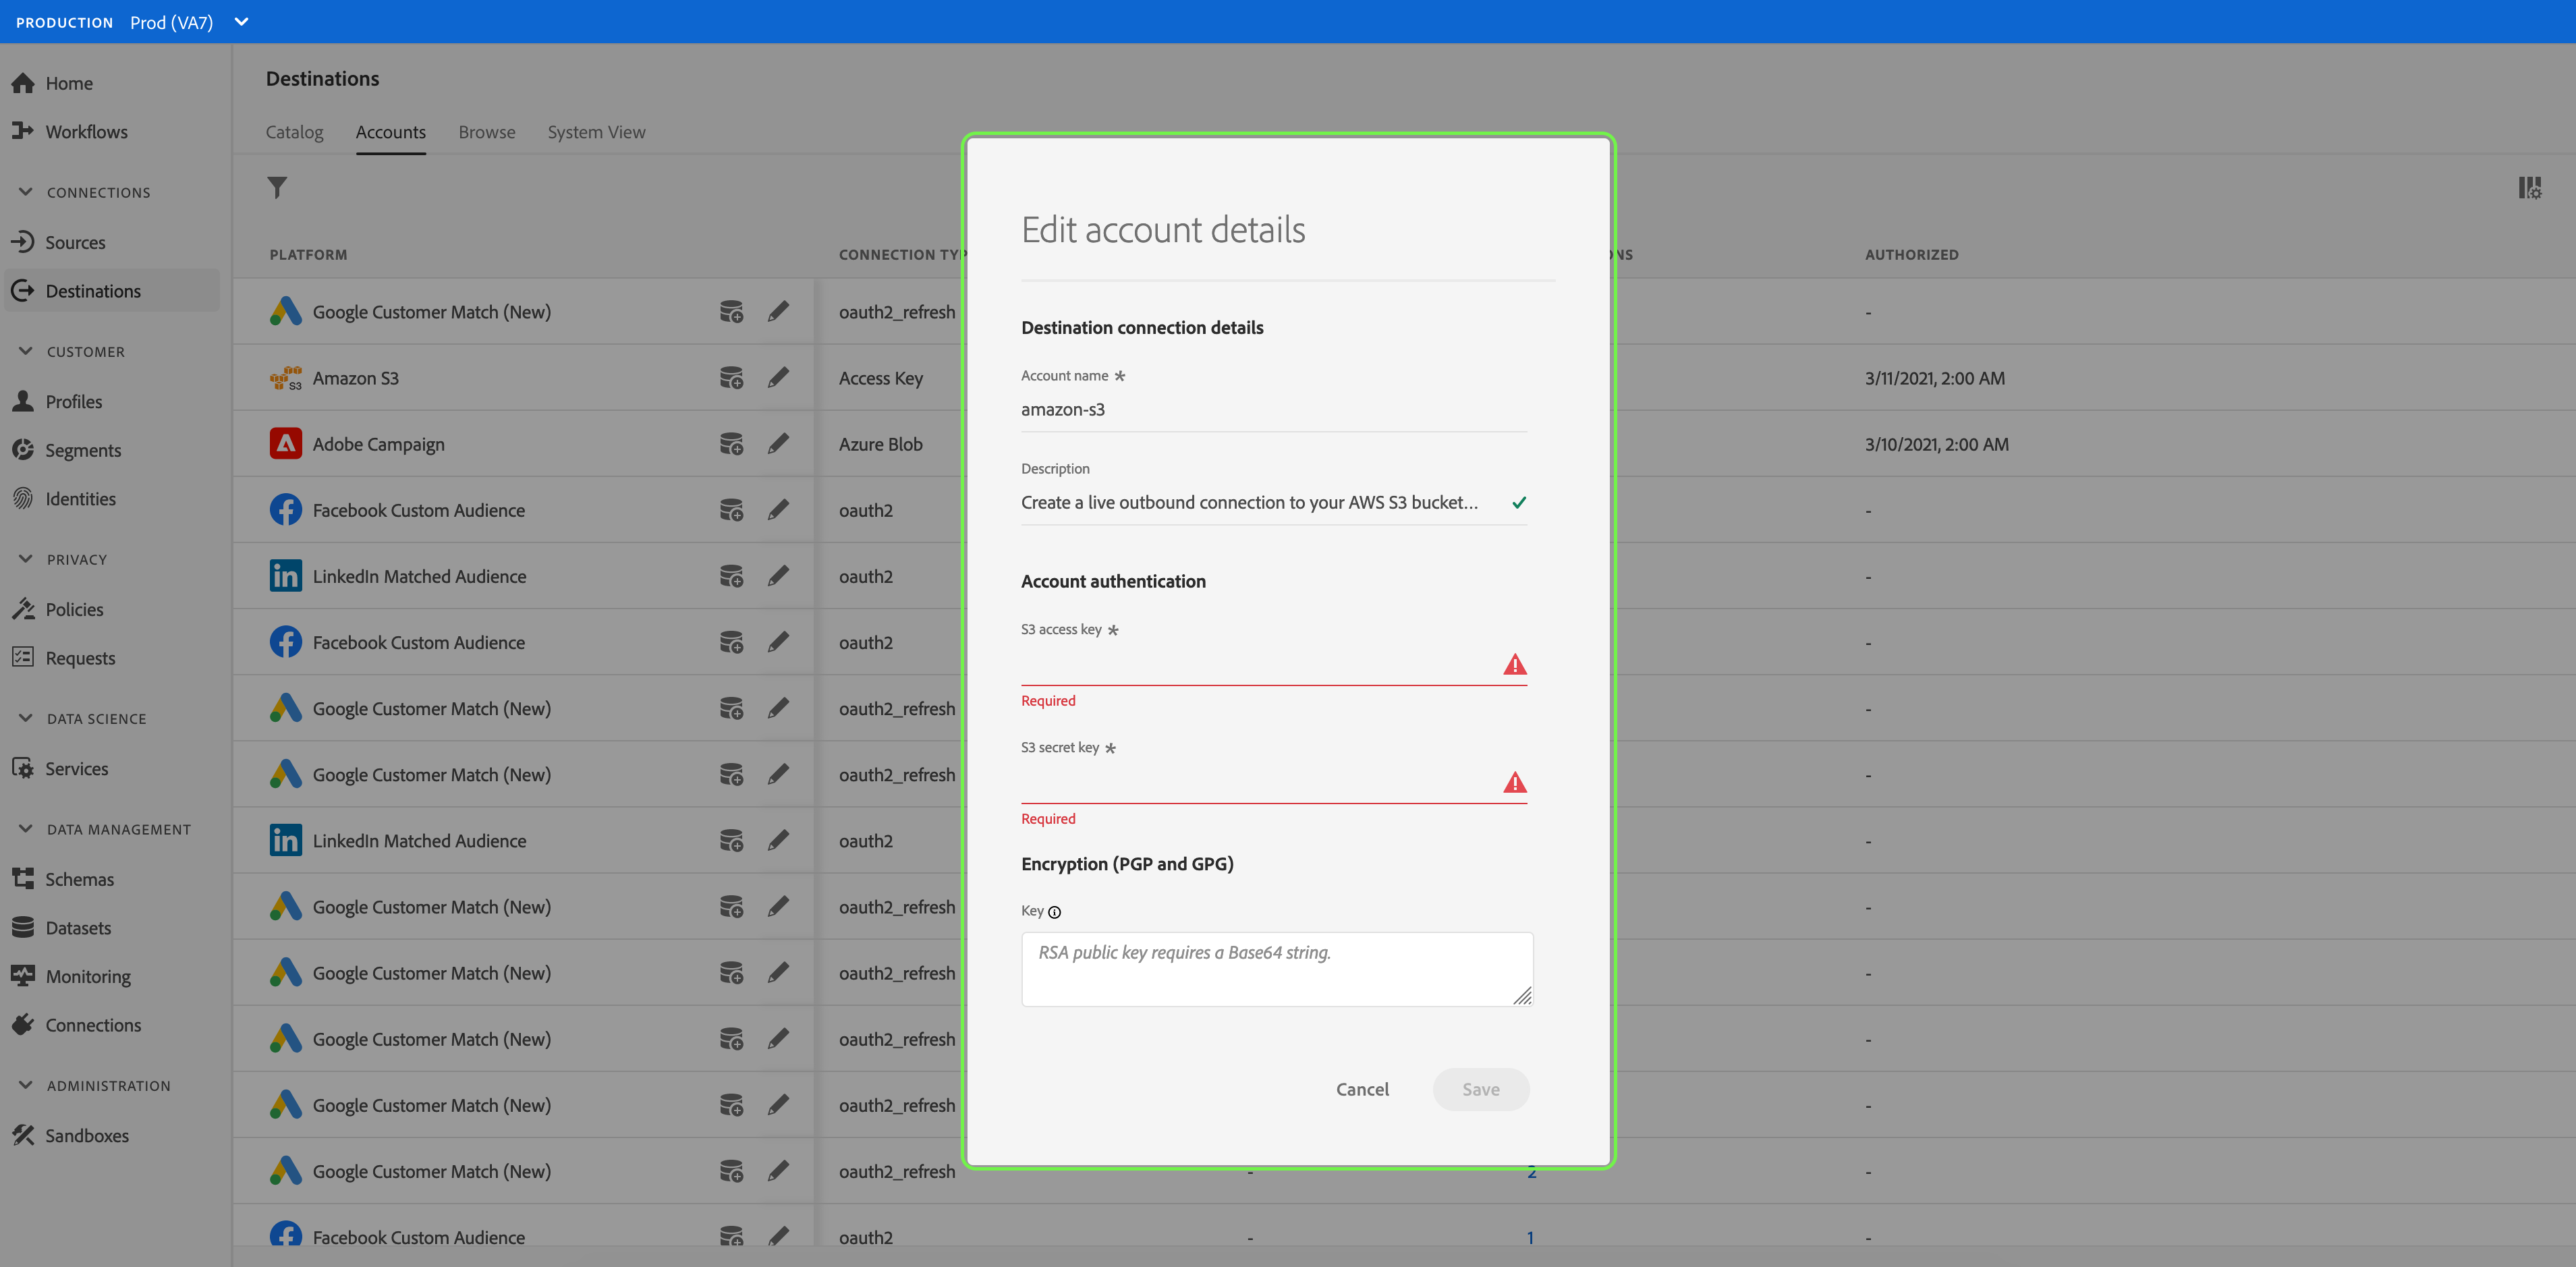 PRODUCTION Prod (VA7)
Home
Workflows
CONNECTIONS
Sources
Destinations
CUSTOMER
Profiles
Segments
Identities
PRIVACY
Policies
Requests
DATA SCIENCE
Services
DATA MANAGEMENT
Schemas
Datasets
Monitoring
Connections
ADMINISTRATION
Sandboxes
Destinations
Catalog Accounts Browse System View
PLATFORM CONNECTION TYP NS AUTHORIZED
Google Customer Match (New) oauth2_refresh -
Amazon S3 Access Key 3/11/2021, 2:00 AM
Adobe Campaign Azure Blob 3/10/2021, 2:00 AM
Facebook Custom Audience oauth2 -
LinkedIn Matched Audience oauth2 -
Facebook Custom Audience oauth2 -
Google Customer Match (New) oauth2_refresh -
Google Customer Match (New) oauth2_refresh -
LinkedIn Matched Audience oauth2 -
Google Customer Match (New) oauth2_refresh -
Google Customer Match (New) oauth2_refresh -
Google Customer Match (New) oauth2_refresh -
Google Customer Match (New) oauth2_refresh -
Google Customer Match (New) oauth2_refresh - 2 -
Facebook Custom Audience oauth2 - 1 -
Edit account details
Destination connection details
Account name *
amazon-s3
Description
Create a live outbound connection to your AWS S3 bucket...
Account authentication
S3 access key *
Required
S3 secret key *
Required
Encryption (PGP and GPG)
Key
RSA public key requires a Base64 string.
Cancel Save